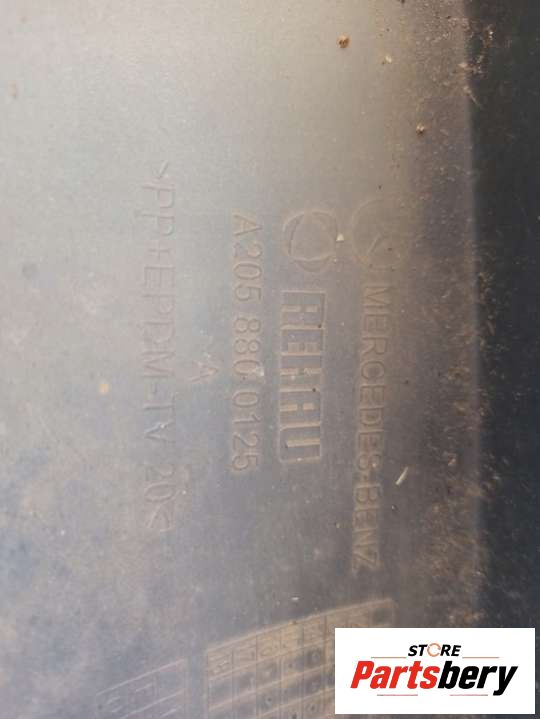 MERCEDES-BENZ
REHAU
A205 880 0125
A
>PP+EPDM-TV 20<
STORE
Partsbery